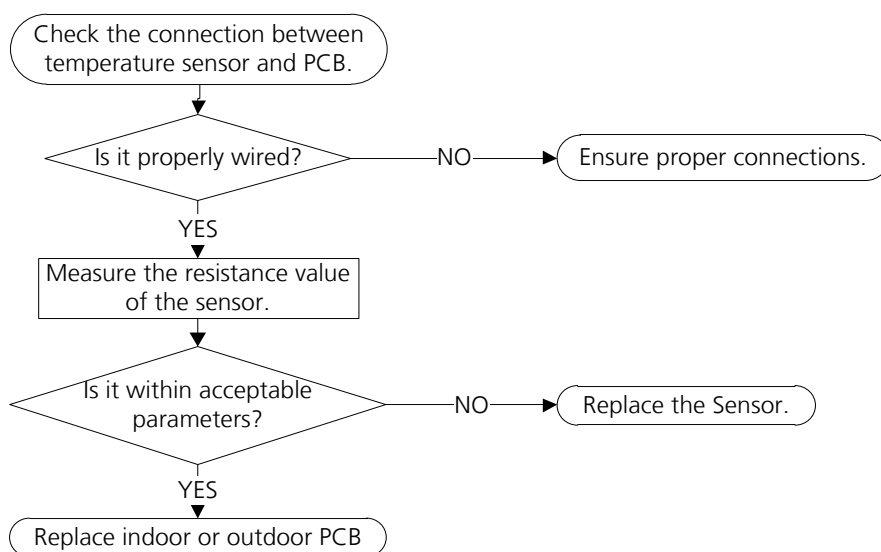 Check the connection between
temperature sensor and PCB.
Is it properly wired?
NO
Ensure proper connections.
YES
Measure the resistance value
of the sensor.
Is it within acceptable
parameters?
NO
Replace the Sensor.
YES
Replace indoor or outdoor PCB